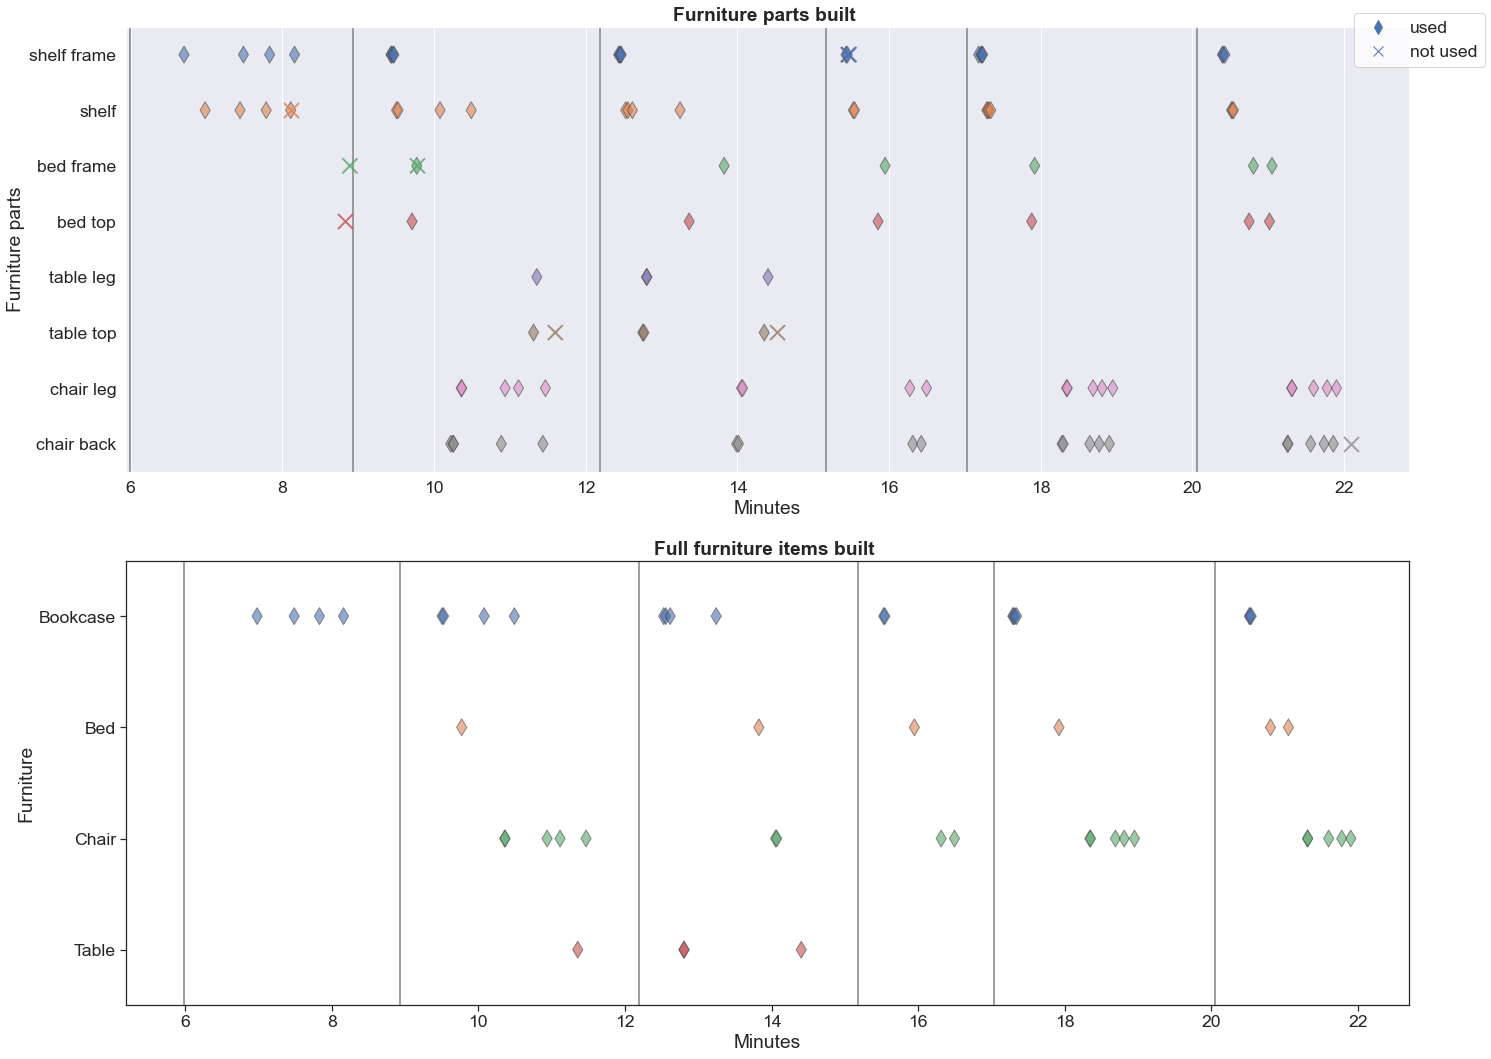 Furniture parts built
used
not used
shelf frame
shelf
bed frame
bed top
table leg
table top
chair leg
chair back
Furniture parts
6 8 10 12 14 16 18 20 22
Minutes
Full furniture items built
Bookcase
Bed
Chair
Table
Furniture
6 8 10 12 14 16 18 20 22
Minutes